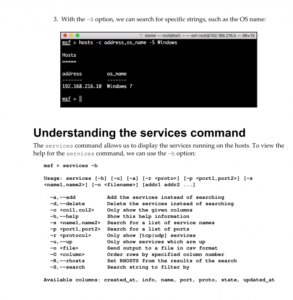 3. With the -S option, we can search for specific strings, such as the OS name:
msf > hosts -c address,os_name -S Windows
Hosts
=====
address os_name
------- -------
192.168.216.10 Windows 7
msf >
Understanding the services command
The services command allows us to display the services running on the hosts. To view the
help for the services command, we can use the -h option:
msf > services -h
Usage: services [-h] [-u] [-a] [-r <proto>] [-p <port1,port2>] [-s
<name1,name2>] [-o <filename>] [addr1 addr2 ...]
-a,--add Add the services instead of searching
-d,--delete Delete the services instead of searching
-c <col1,col2> Only show the given columns
-h,--help Show this help information
-s <name1,name2> Search for a list of service names
-p <port1,port2> Search for a list of ports
-r <protocol> Only show [tcp|udp] services
-u,--up Only show services which are up
-o <file> Send output to a file in csv format
-O <column> Order rows by specified column number
-R,--rhosts Set RHOSTS from the results of the search
-S,--search Search string to filter by
Available columns: created_at, info, name, port, proto, state, updated_at